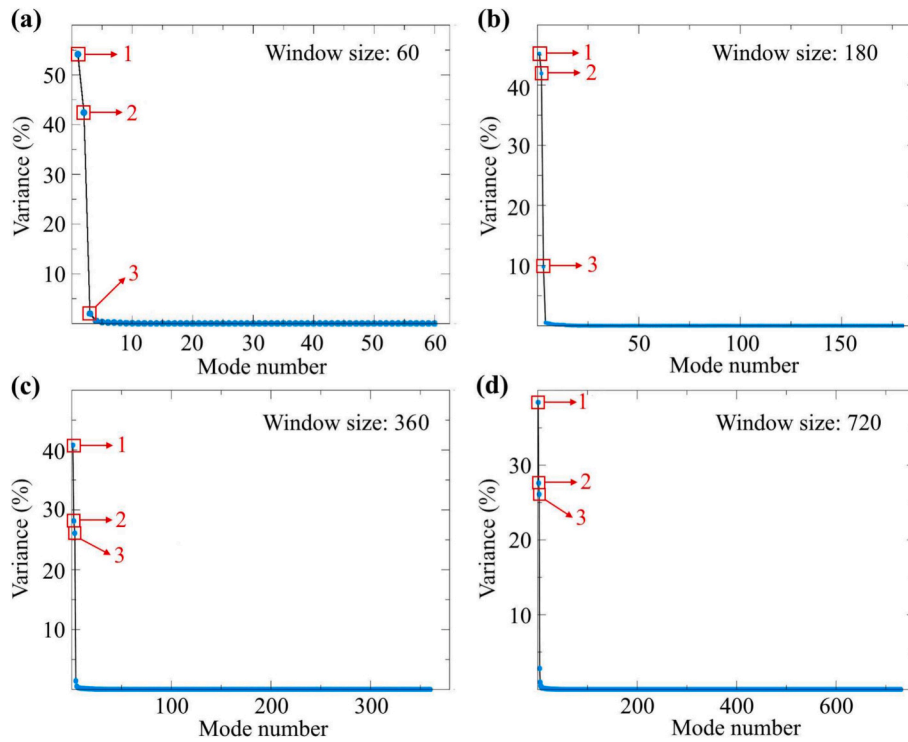 (a)
Window size: 60
1
2
3
50
40
30
20
10
Variance (%)
10 20 30 40 50 60
Mode number
(b)
Window size: 180
1
2
3
40
30
20
10
Variance (%)
50 100 150
Mode number
(c)
Window size: 360
1
2
3
40
30
20
10
Variance (%)
100 200 300
Mode number
(d)
Window size: 720
1
2
3
30
20
10
Variance (%)
200 400 600
Mode number